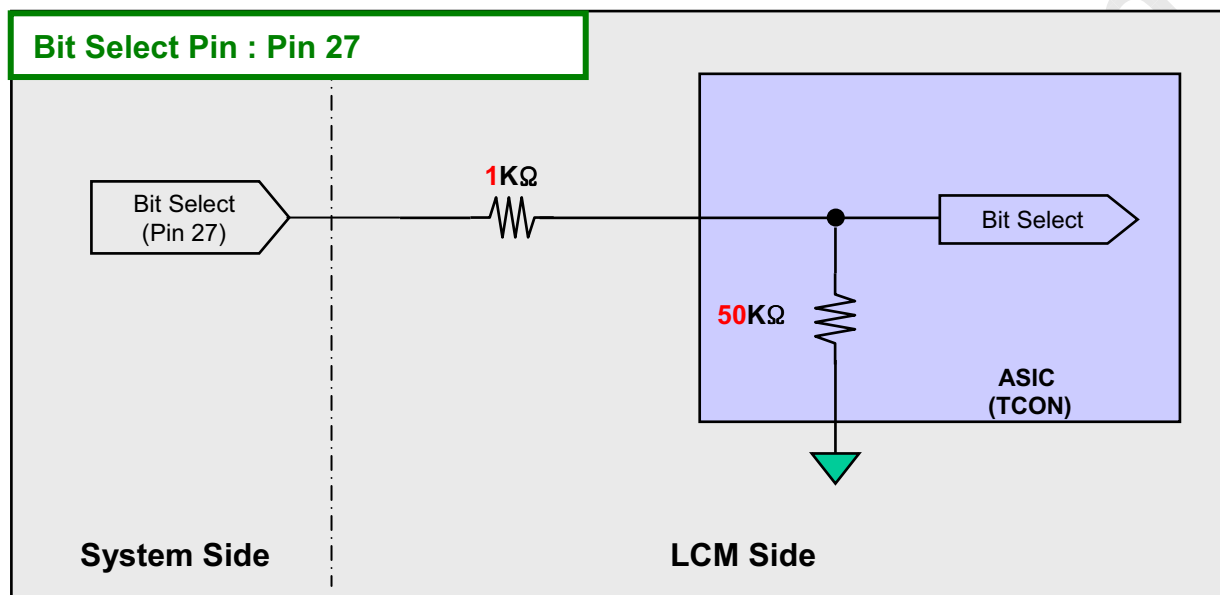 Bit Select Pin : Pin 27
1KΩ
Bit Select
(Pin 27)
Bit Select
50KΩ
ASIC
(TCON)
System Side
LCM Side